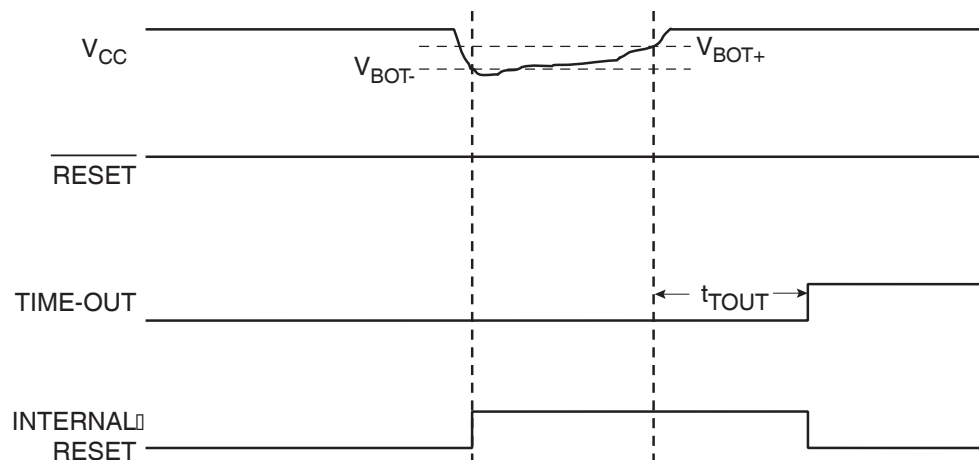 VCC
VBOT-
VBOT+
RESET
TIME-OUT
tTOUT
INTERNAL▯
RESET